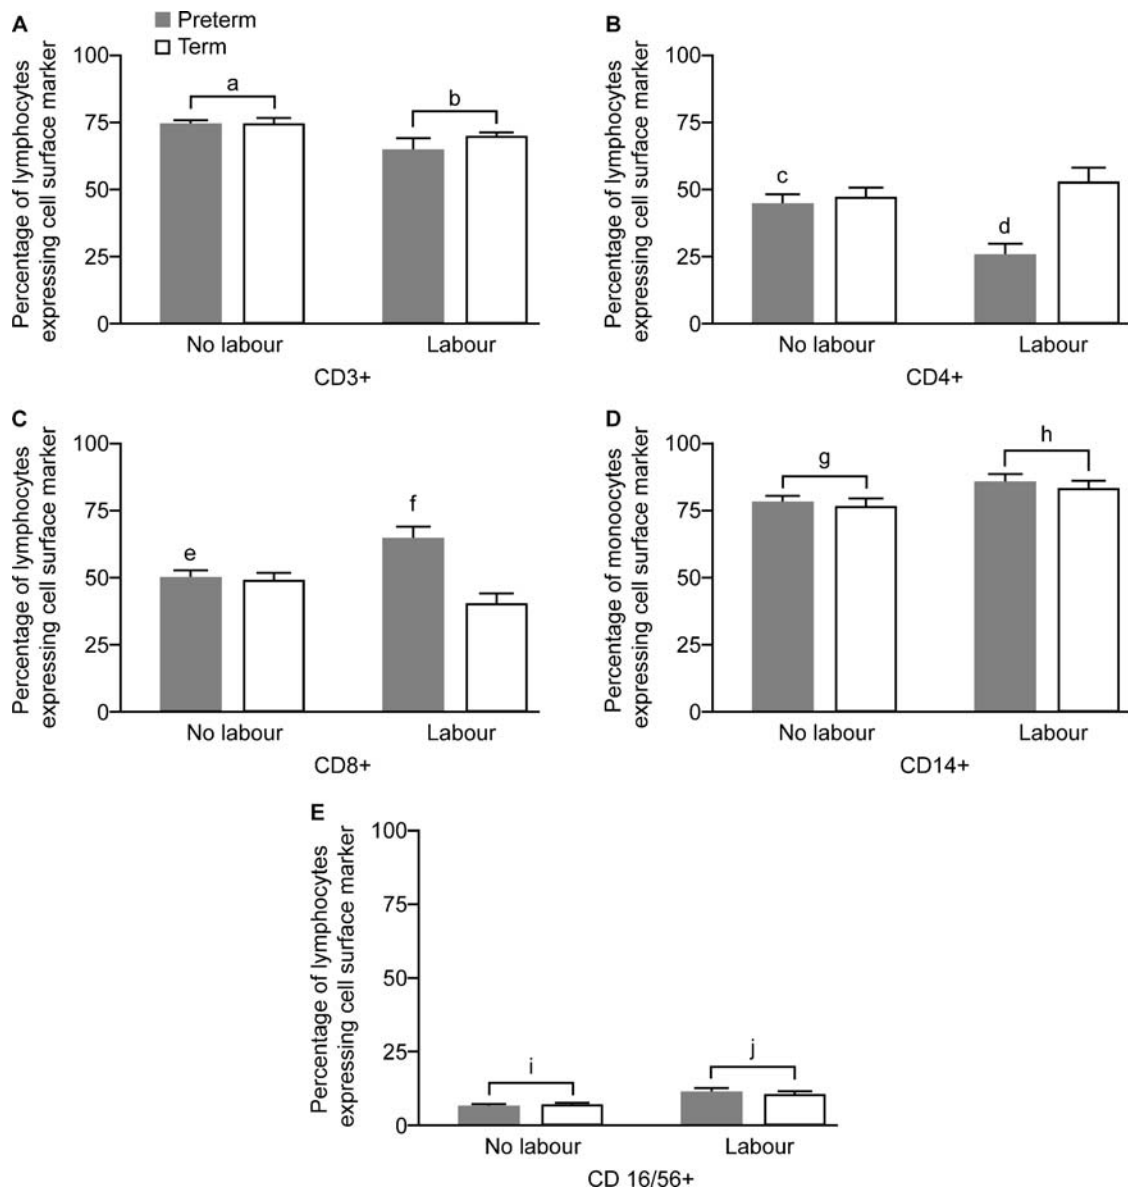 A
Preterm
Term
Percentage of lymphocytes
expressing cell surface marker
100
75
50
25
0
a
b
No labour
Labour
CD3+
B
Percentage of lymphocytes
expressing cell surface marker
100
75
50
25
0
c
d
No labour
Labour
CD4+
C
Percentage of lymphocytes
expressing cell surface marker
100
75
50
25
0
e
f
No labour
Labour
CD8+
D
Percentage of monoocytes
expressing cell surface marker
100
75
50
25
0
g
h
No labour
Labour
CD14+
E
Percentage of lymphocytes
expressing cell surface marker
100
75
50
25
0
i
j
No labour
Labour
CD 16/56+